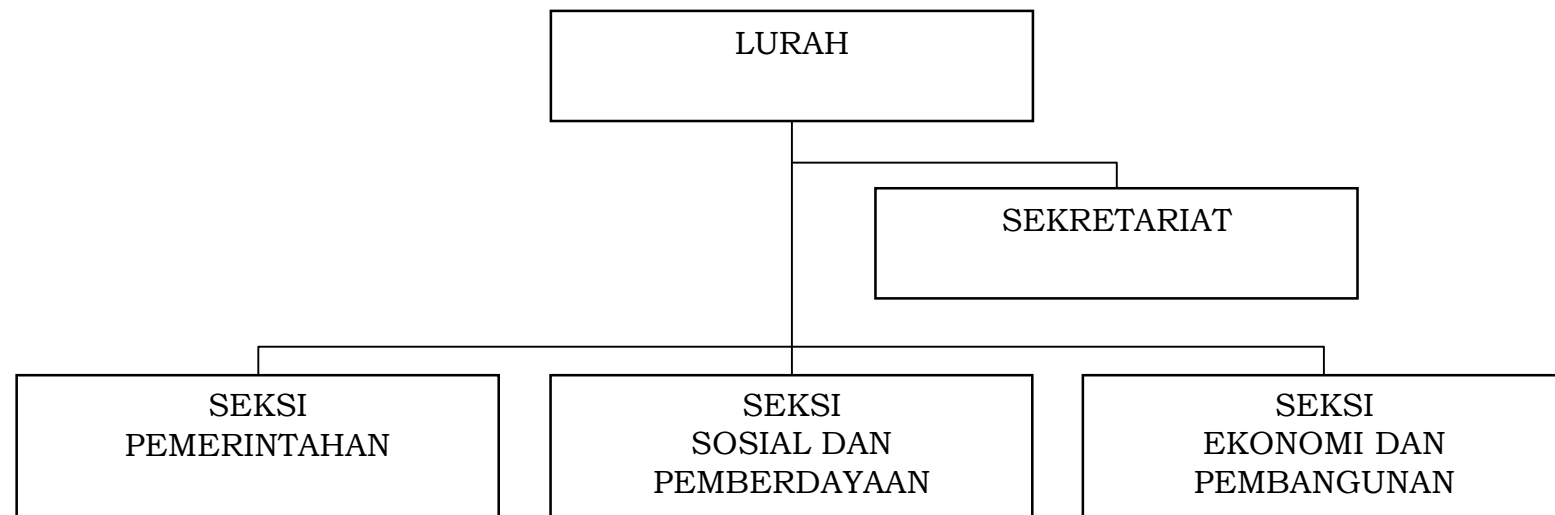 LURAH
SEKRETARIAT
SEKSI
PEMERINTAHAN
SEKSI
SOSIAL DAN
PEMBERDAYAAN
SEKSI
EKONOMI DAN
PEMBANGUNAN